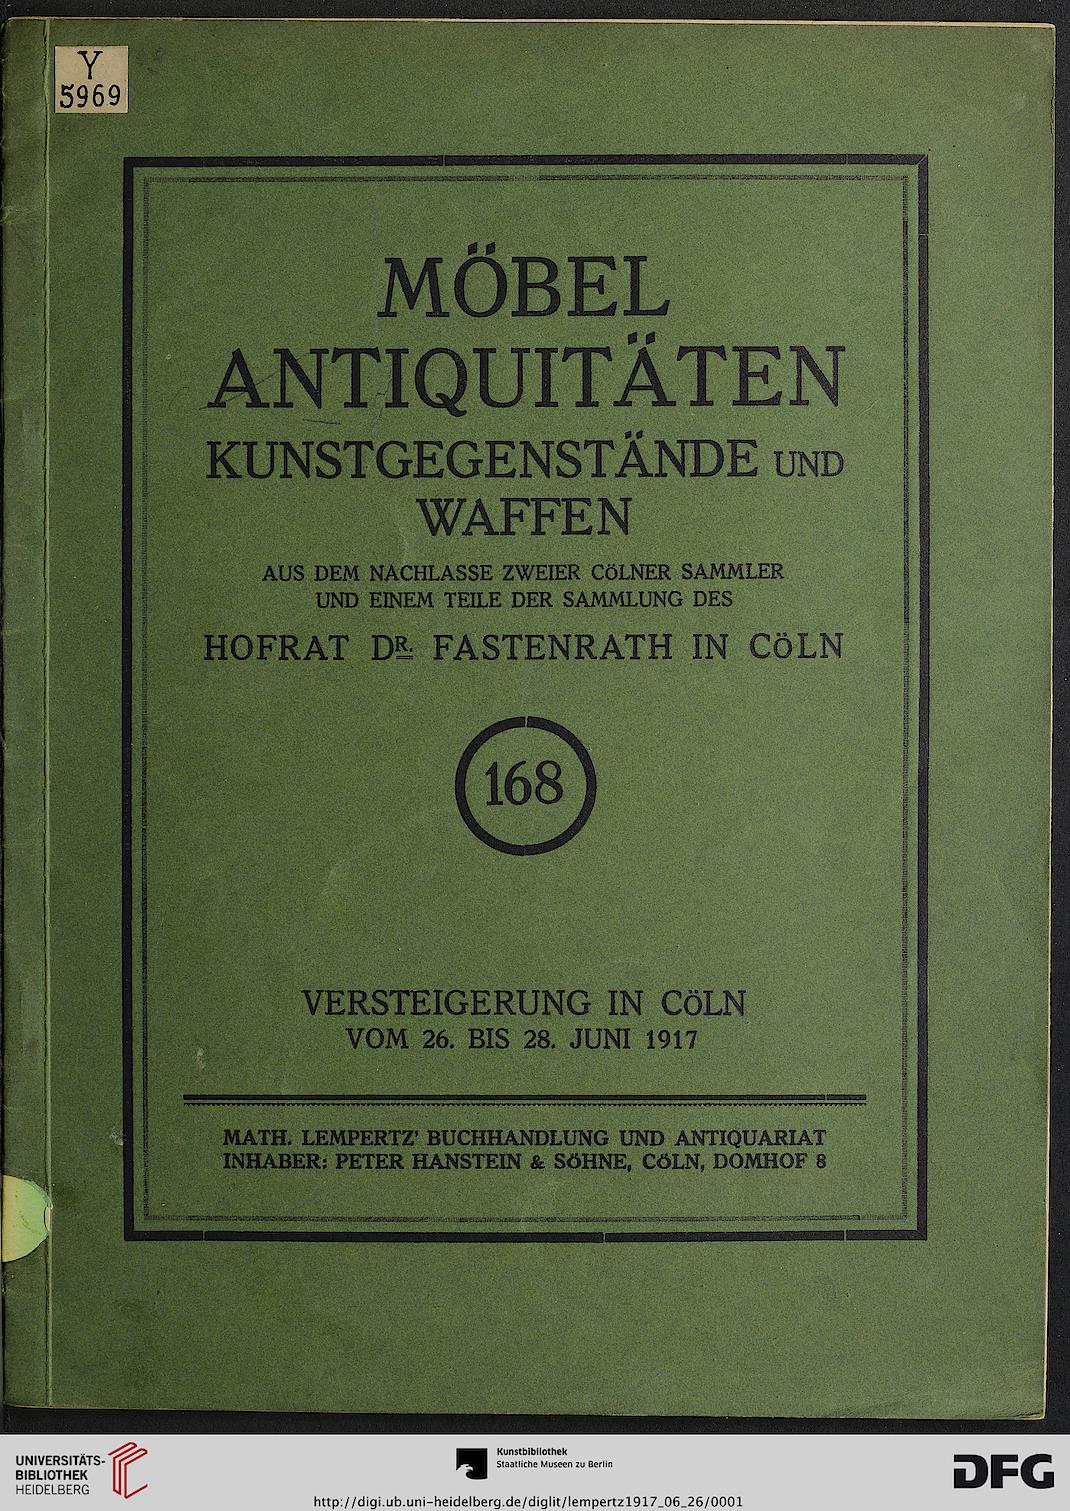 Y
5969
MÖBEL
ANTIQUITÄTEN
KUNSTGEGENSTÄNDE UND
WAFFEN
AUS DEM NACHLASSE ZWEIER CÖLNER SAMMLER
UND EINEM TEILE DER SAMMLUNG DES
HOFRAT DR. FASTENRATH IN CÖLN
168
VERSTEIGERUNG IN CÖLN
VOM 26. BIS 28. JUNI 1917
MATH. LEMPERTZ' BUCHHANDLUNG UND ANTIQUARIAT
INHABER: PETER HANSTEIN & SÖHNE, CÖLN, DOMHOF 8
UNIVERSITÄTS-
BIBLIOTHEK
HEIDELBERG
Kunstbibliothek
Staatliche Museen zu Berlin
DFG
http://digi.ub.uni-heidelberg.de/diglit/lempertz1917_06_26/0001